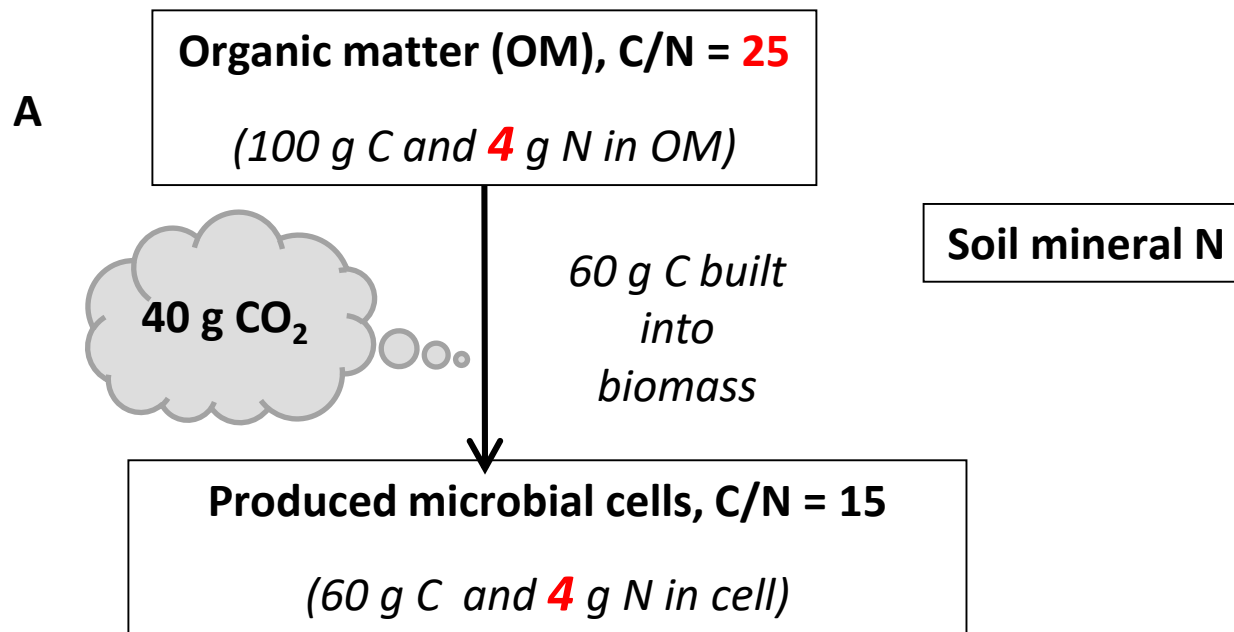 Organic matter (OM), C/N = 25
A
(100 g C and 4 g N in OM)
Soil mineral N
60 g C built
into
biomass
40 g CO₂
Produced microbial cells, C/N = 15
(60 g C and 4 g N in cell)